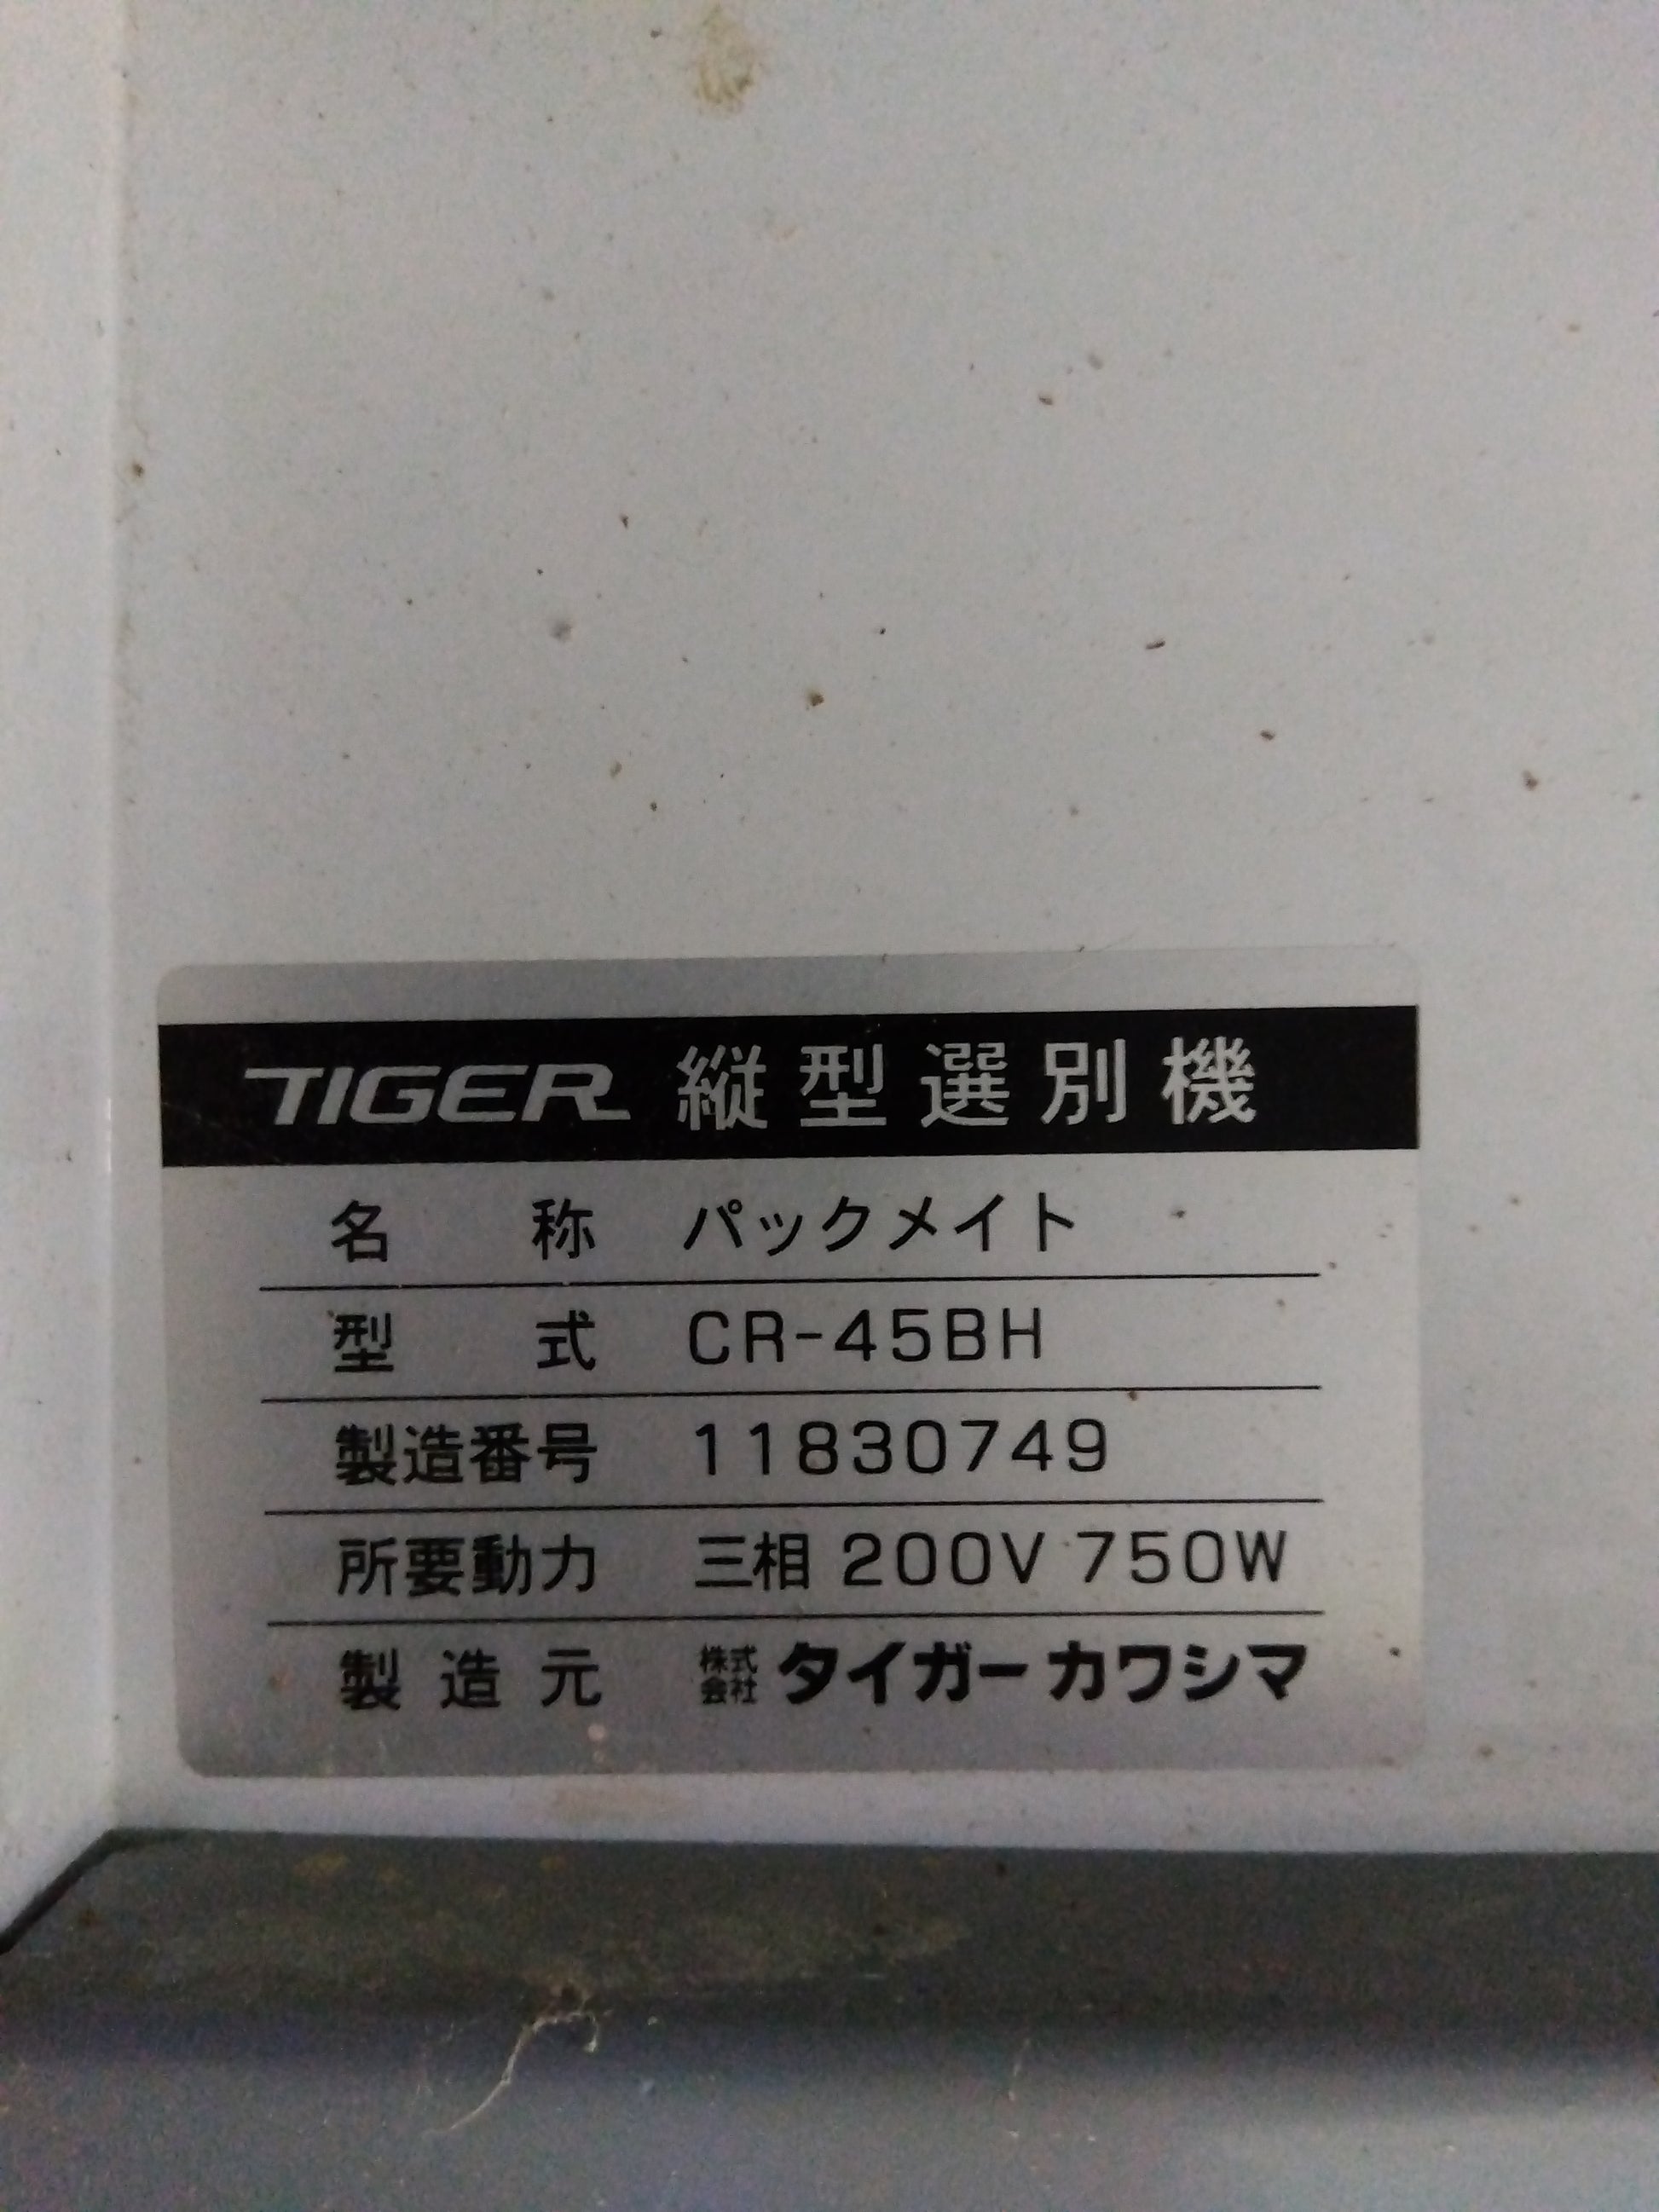 TIGER 縦型選別機
名称 パックメイト
型式 CR-45BH
製造番号 11830749
所要動力 三相 200V 750W
製造元 株式会社 タイガーカワシマ